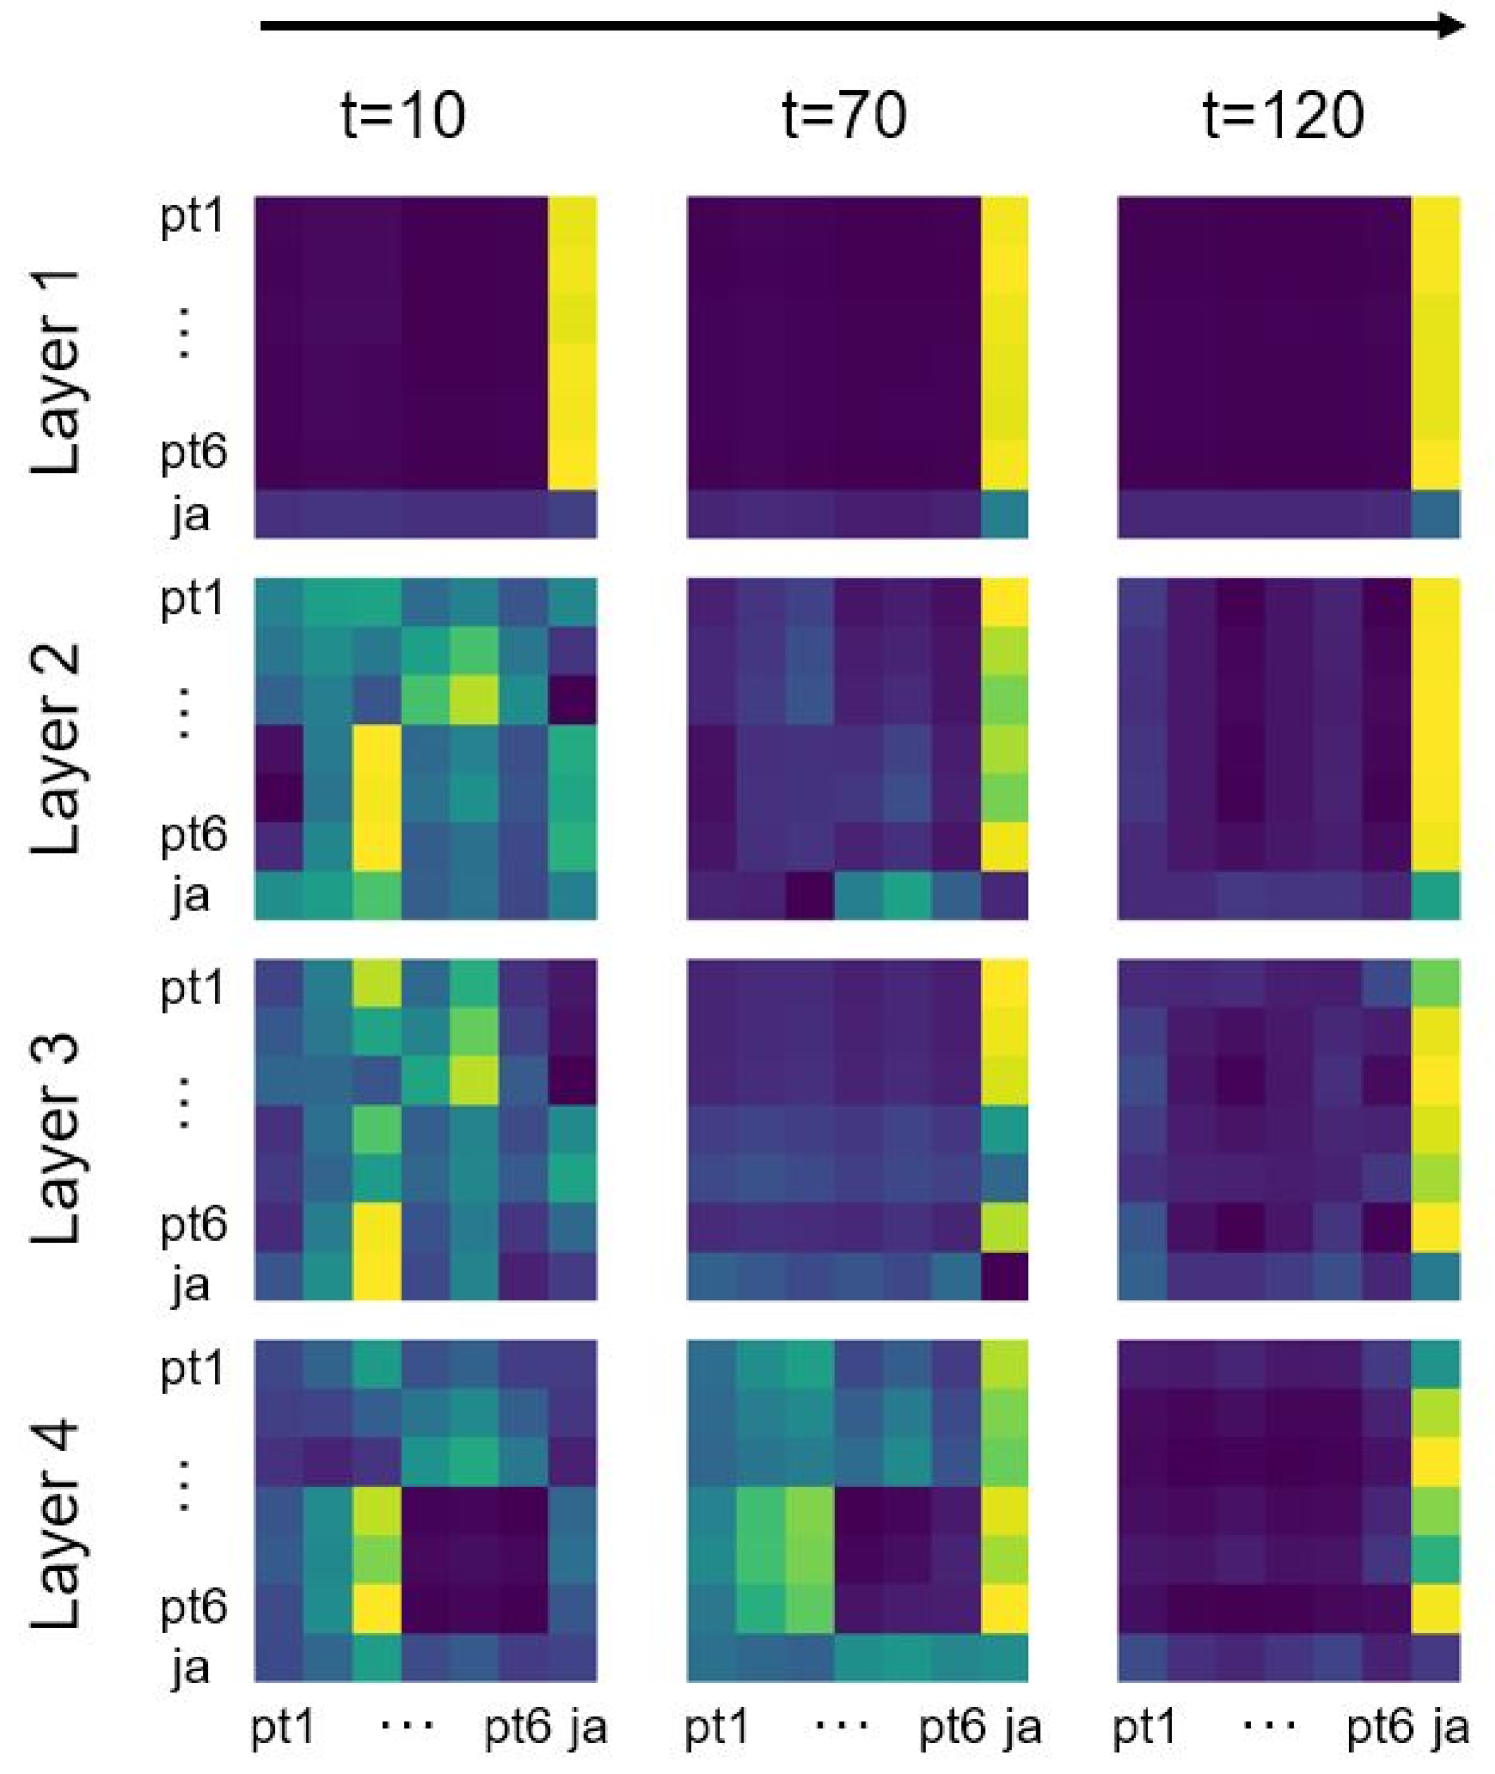 t=10 t=70 t=120
Layer 1
pt1
⋮
pt6
ja
Layer 2
pt1
⋮
pt6
ja
Layer 3
pt1
⋮
pt6
ja
Layer 4
pt1
⋮
pt6
ja
pt1 ⋯ pt6 ja pt1 ⋯ pt6 ja pt1 ⋯ pt6 ja